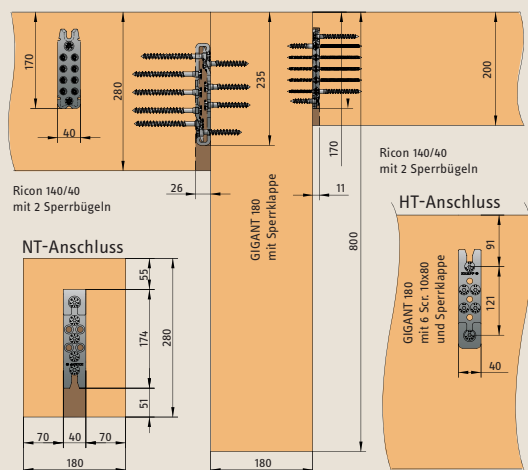 170
40
280
235
170
200
Ricon 140/40
mit 2 Sperrbügeln
26
11
Ricon 140/40
mit 2 Sperrbügeln
GIGANT 180
mit Sperrklappe
800
NT-Anschluss
55
174
280
51
70
40
70
180
180
HT-Anschluss
91
121
GIGANT 180
mit 6 Scr. 10x80
und Sperrklappe
40